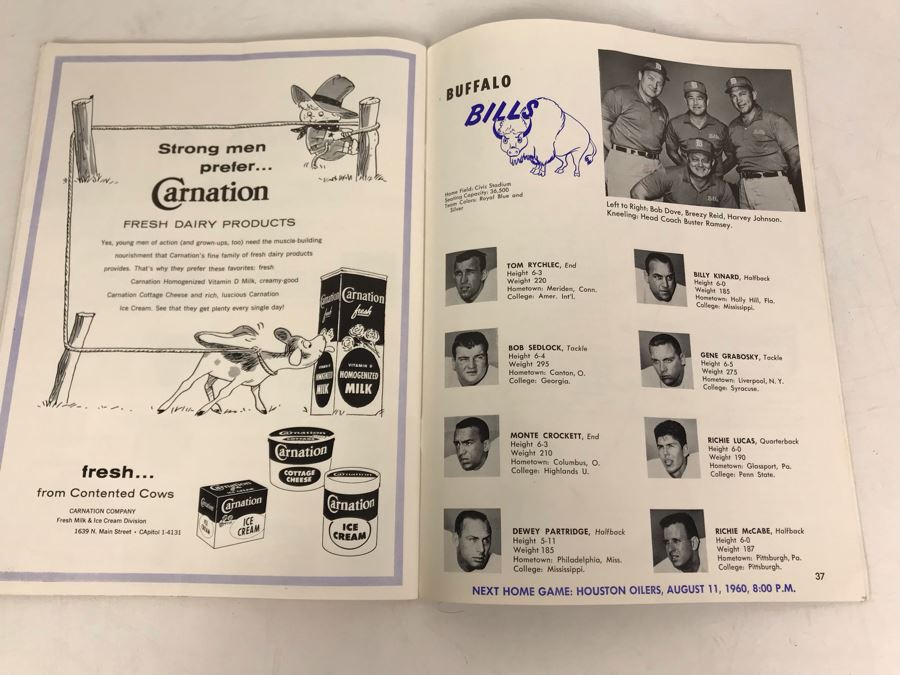 Strong men
prefer...
Carnation
FRESH DAIRY PRODUCTS
Yes, young men of action (and grown-ups, too) need the muscle-building
nourishment that Carnation's fine family of fresh dairy products
provides. That's why they prefer these favorites: fresh
Carnation Homogenized Vitamin D Milk, creamy-good
Carnation Cottage Cheese and rich, luscious Carnation
Ice Cream. See that they get plenty every single day!
Carnation
fresh
VITAMIN D
HOMOGENIZED
MILK
Carnation
COTTAGE
CHEESE
Carnation
ICE
CREAM
Carnation
ICE
CREAM
fresh...
from Contented Cows
CARNATION COMPANY
Fresh Milk & Ice Cream Division
1639 N. Main Street • CApitol 1-4131
BUFFALO
BILLS
Home Field: Civic Stadium
Seating Capacity: 36,500
Team Colors: Royal Blue and
Silver
Left to Right: Bob Dove, Breezy Reid, Harvey Johnson.
Kneeling: Head Coach Buster Ramsey.
TOM RYCHLEC, End
Height 6-3
Weight 220
Hometown: Meriden, Conn.
College: Amer. Int'l.
BILLY KINARD, Halfback
Height 6-0
Weight 185
Hometown: Holly Hill, Fla.
College: Mississippi.
BOB SEDLOCK, Tackle
Height 6-4
Weight 295
Hometown: Canton, O.
College: Georgia.
GENE GRABOSKY, Tackle
Height 6-5
Weight 275
Hometown: Liverpool, N. Y.
College: Syracuse.
MONTE CROCKETT, End
Height 6-3
Weight 210
Hometown: Columbus, O.
College: Highlands U.
RICHIE LUCAS, Quarterback
Height 6-0
Weight 190
Hometown: Glassport, Pa.
College: Penn State.
DEWEY PARTRIDGE, Halfback
Height 5-11
Weight 185
Hometown: Philadelphia, Miss.
College: Mississippi.
RICHIE McCABE, Halfback
Height 6-0
Weight 187
Hometown: Pittsburgh, Pa.
College: Pittsburgh.
37
NEXT HOME GAME: HOUSTON OILERS, AUGUST 11, 1960, 8:00 P.M.